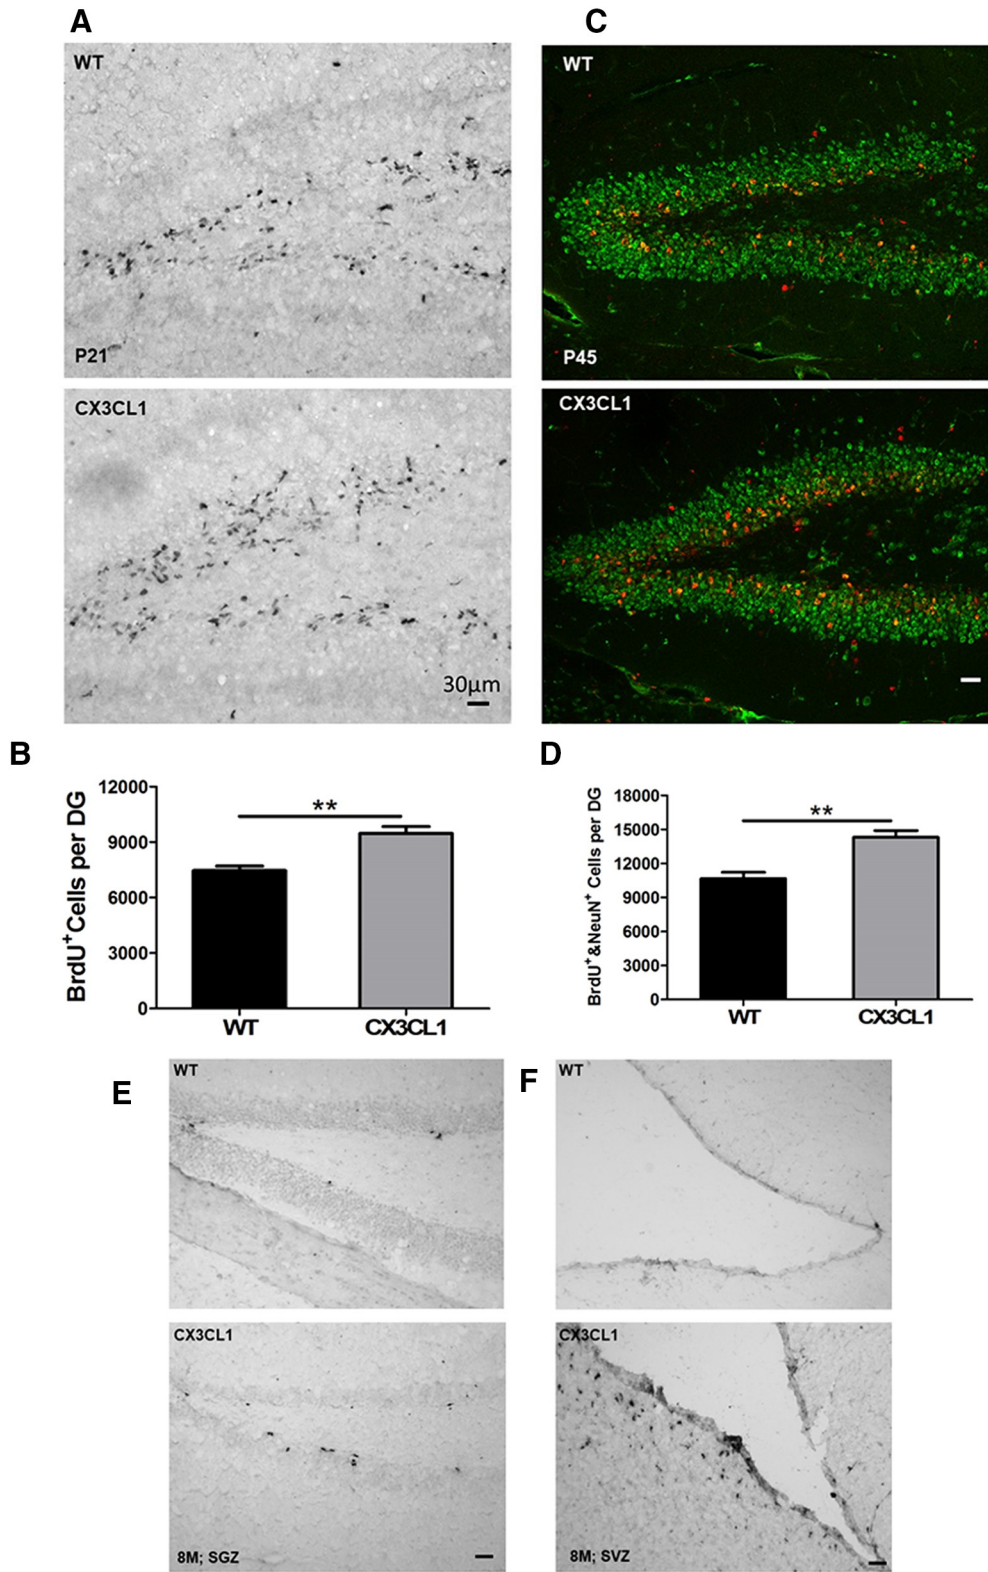 A
C
WT
P21
CX3CL1
30μm
WT
P45
CX3CL1
B
12000
9000
6000
3000
0
BrdU⁺Cells per DG
**
WT
CX3CL1
D
18000
15000
12000
9000
6000
3000
0
BrdU⁺&NeuN⁺ Cells per DG
**
WT
CX3CL1
E
WT
CX3CL1
8M; SGZ
F
WT
CX3CL1
8M; SVZ